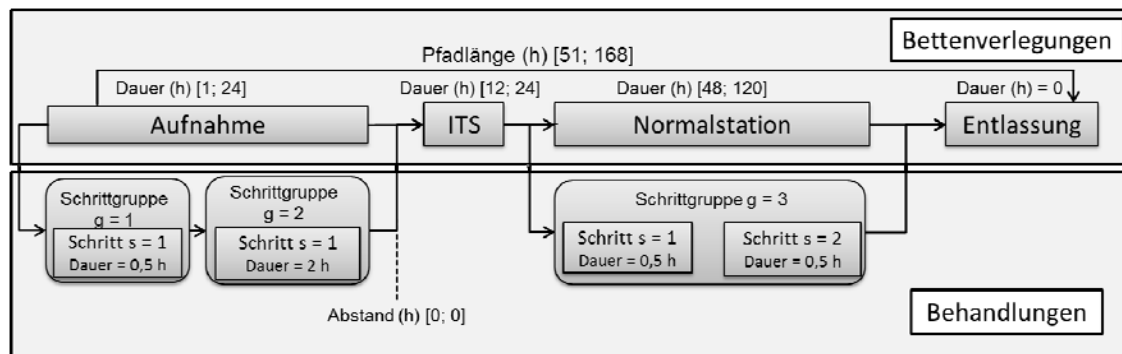 Bettenverlegungen
Pfadlänge (h) [51; 168]
Dauer (h) [1; 24]
Dauer (h) [12; 24]
Dauer (h) [48; 120]
Dauer (h) = 0
Aufnahme
ITS
Normalstation
Entlassung
Schrittgruppe
g = 1
Schritt s = 1
Dauer = 0,5 h
Schrittgruppe
g = 2
Schritt s = 1
Dauer = 2 h
Schrittgruppe g = 3
Schritt s = 1
Dauer = 0,5 h
Schritt s = 2
Dauer = 0,5 h
Abstand (h) [0; 0]
Behandlungen